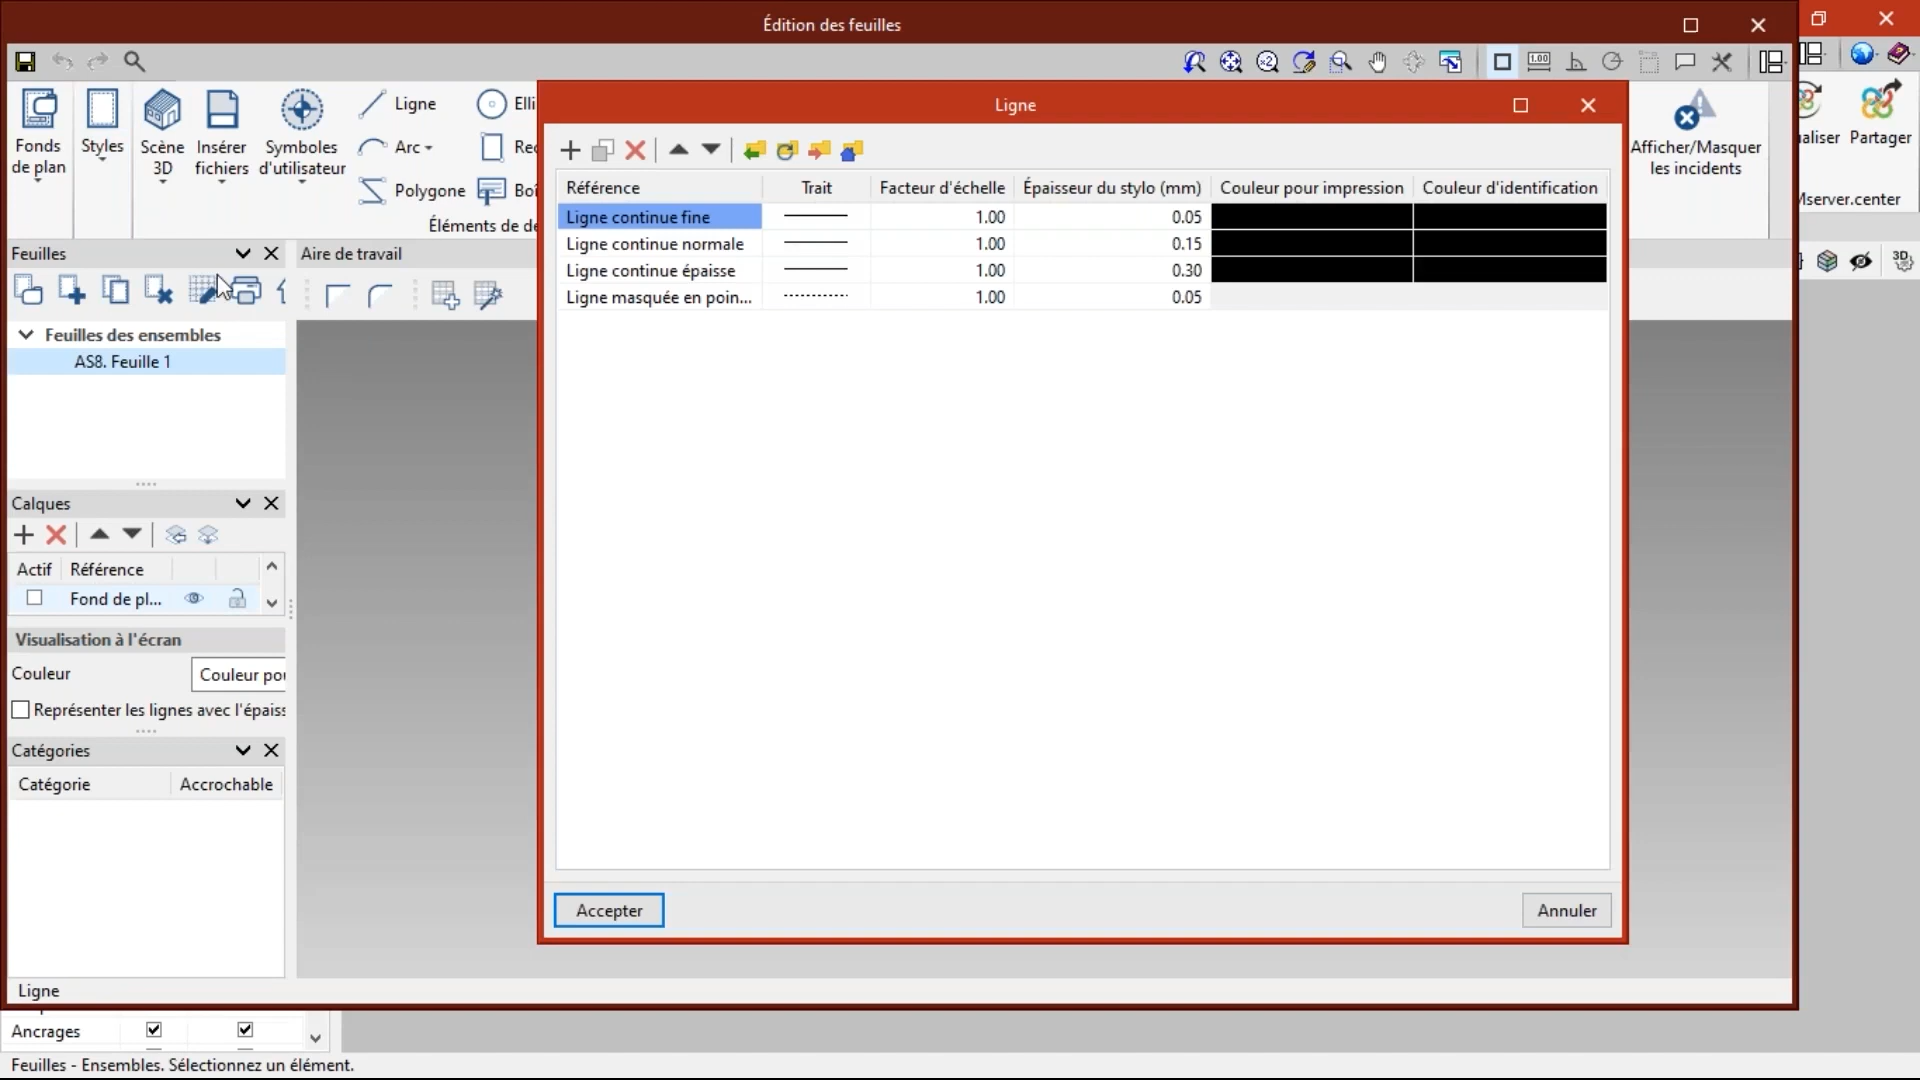 Édition des feuilles
Fonds
de plan
Styles
Scène
3D
Insérer
fichiers
Symboles
d'utilisateur
Ligne
Arc
Polygone
Elli
Rec
Boî
Éléments de de
Ligne
Référence
Trait
Facteur d'échelle
Épaisseur du stylo (mm)
Couleur pour impression
Couleur d'identification
Ligne continue fine 1.00 0.05
Ligne continue normale 1.00 0.15
Ligne continue épaisse 1.00 0.30
Ligne masquée en poin... 1.00 0.05
Accepter
Annuler
Afficher/Masquer
les incidents
aliser
Partager
Mserver.center
Feuilles
Feuilles des ensembles
AS8. Feuille 1
Aire de travail
Calques
Actif Référence
Fond de pl...
Visualisation à l'écran
Couleur
Couleur pou
Représenter les lignes avec l'épaiss
Catégories
Catégorie
Accrochable
Ligne
Ancrages
Feuilles - Ensembles. Sélectionnez un élément.